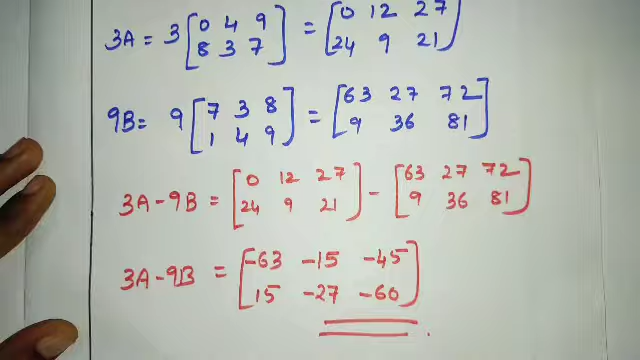 3A = 3 [0 4 9 = [0 12 27
8 3 7] 24 9 21]
9B = 9 [7 3 8 = [63 27 72
1 4 9] 9 36 81]
3A - 9B = [0 12 27 - [63 27 72
24 9 21] 9 36 81]
3A - 9B = [-63 -15 -45
15 -27 -60]